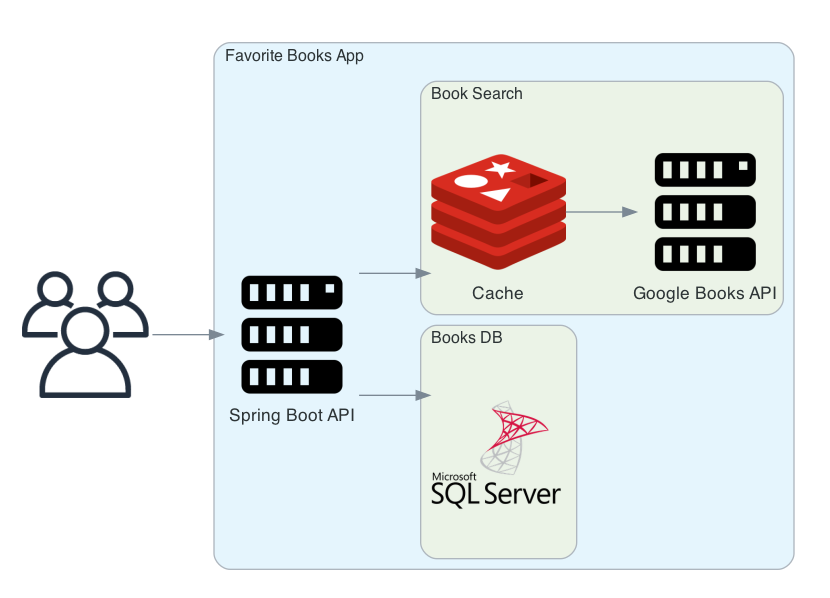 Favorite Books App
Book Search
Cache
Google Books API
Spring Boot API
Books DB
Microsoft
SQL Server